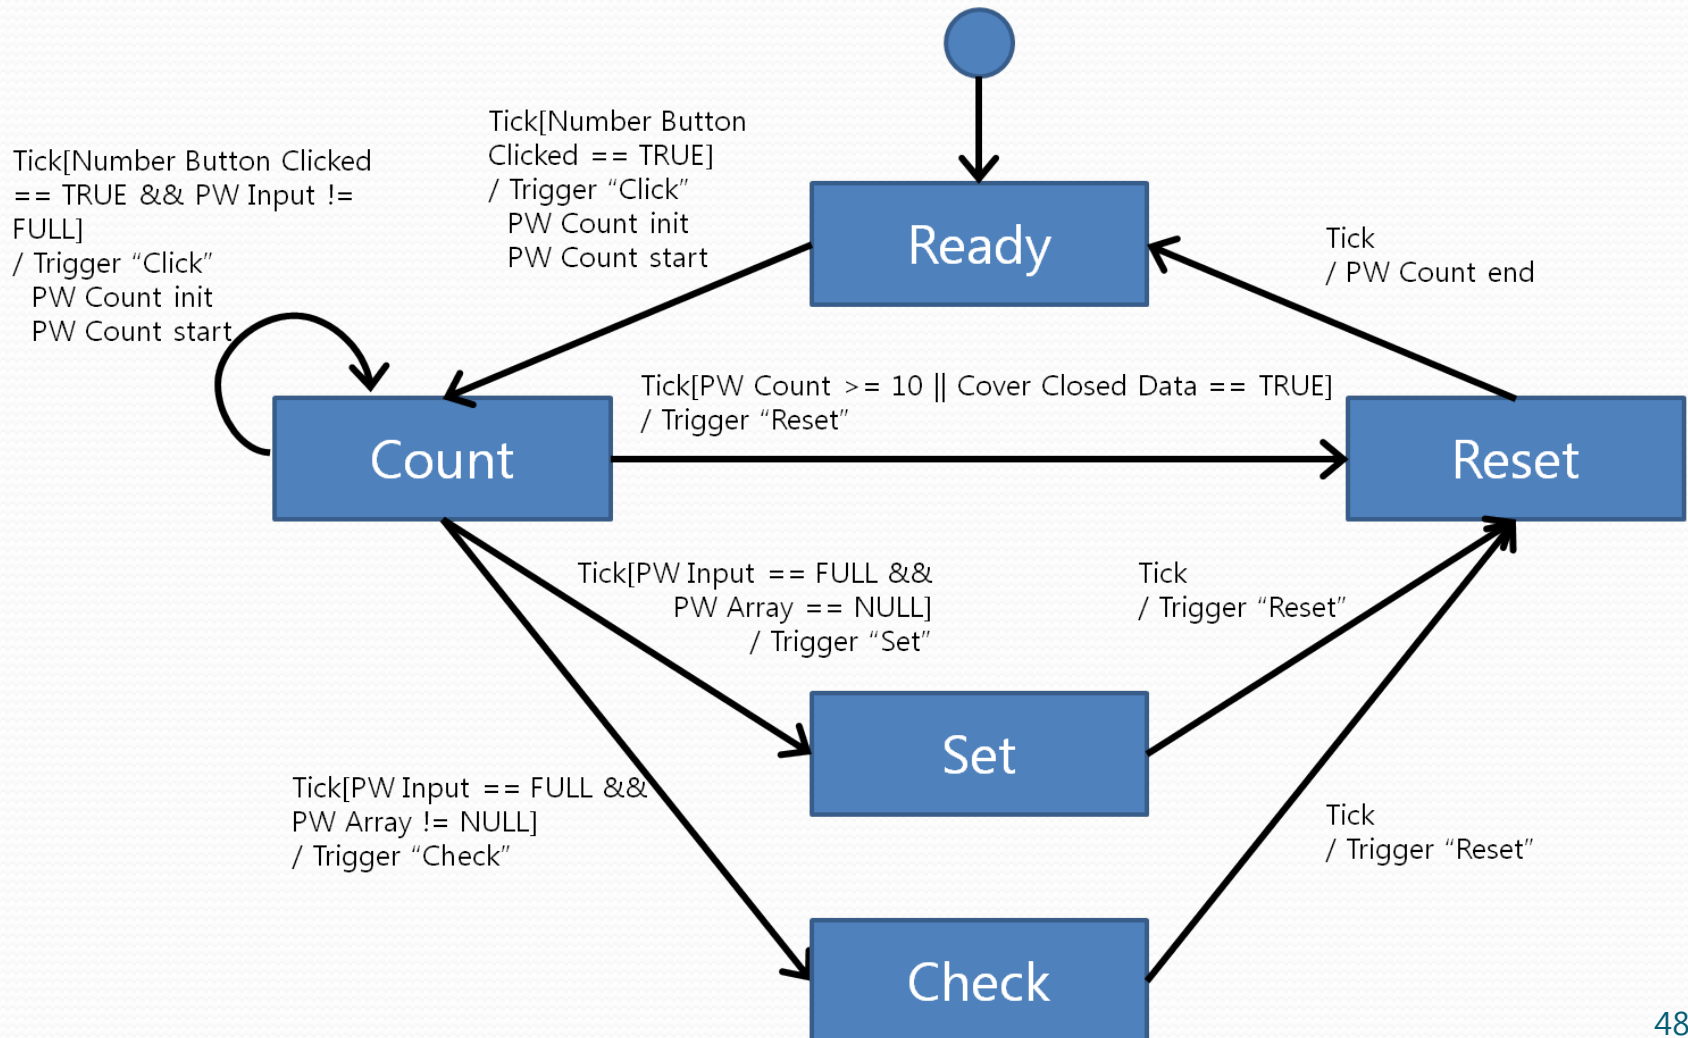 Tick[Number Button
Clicked == TRUE]
/ Trigger “Click”
PW Count init
PW Count start
Tick[Number Button Clicked
== TRUE && PW Input !=
FULL]
/ Trigger “Click”
PW Count init
PW Count start
Ready
Tick
/ PW Count end
Tick[PW Count >= 10 || Cover Closed Data == TRUE]
/ Trigger “Reset”
Count
Reset
Tick[PW Input == FULL &&
PW Array == NULL]
/ Trigger “Set”
Tick
/ Trigger “Reset”
Set
Tick[PW Input == FULL &&
PW Array != NULL]
/ Trigger “Check”
Tick
/ Trigger “Reset”
Check
48